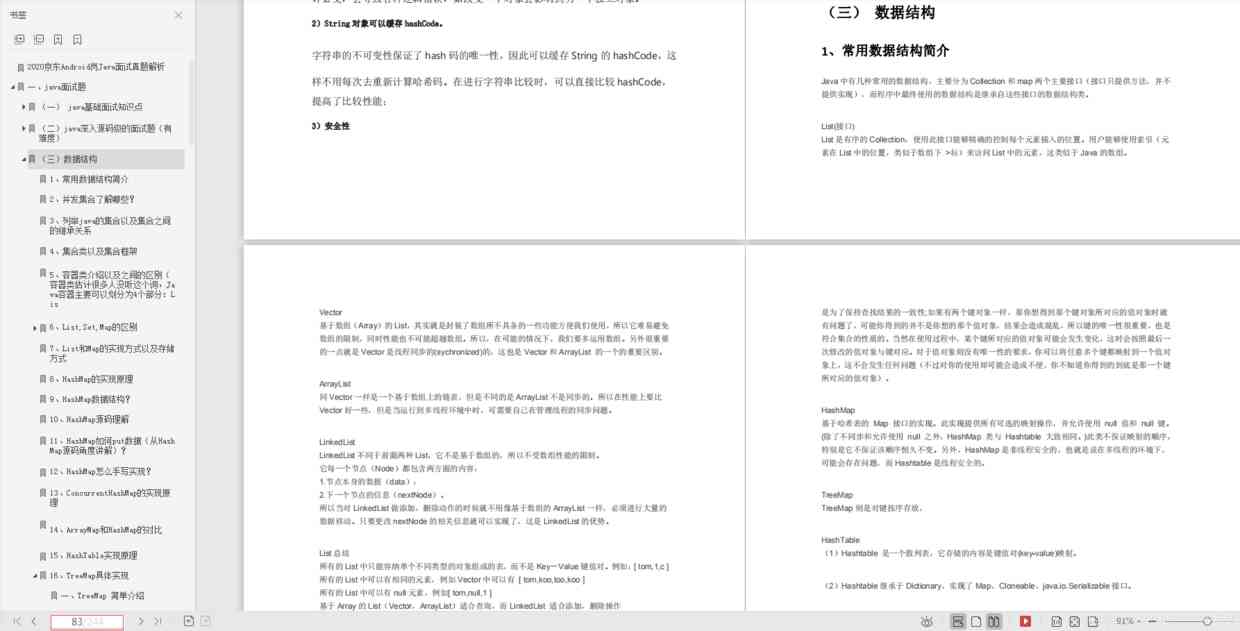 书签
2020京东Android岗Java面试真题解析
一、java面试题
（一） java基础面试知识点
（二）java深入源码级的面试题（有
难度）
（三）数据结构
1、常用数据结构简介
2、并发集合了解哪些？
3、列举java的集合以及集合之间
的继承关系
4、集合类以及集合框架
5、容器类介绍以及之间的区别（
容器类估计很多人没听这个词，Ja
va容器主要可以划分为4个部分：L
is
6、List,Set,Map的区别
7、List和Map的实现方式以及存储
方式
8、HashMap的实现原理
9、HashMap数据结构？
10、HashMap源码理解
11、HashMap如何put数据（从Hash
Map源码角度讲解）？
12、HashMap怎么手写实现？
13、ConcurrentHashMap的实现原
理
14、ArrayMap和HashMap的对比
15、HashTable实现原理
16、TreeMap具体实现
一、TreeMap 简单介绍
2）String 对象可以缓存 hashCode。
字符串的不可变性保证了 hash 码的唯一性，因此可以缓存 String 的 hashCode，这
样不用每次去重新计算哈希码。在进行字符串比较时，可以直接比较 hashCode，
提高了比较性能；
3）安全性
（三） 数据结构
1、常用数据结构简介
Java 中有几种常用的数据结构，主要分为 Collection 和 map 两个主要接口（接口只提供方法，并不
提供实现），而程序中最终使用的数据结构是继承自这些接口的数据结构类。
List(接口)
List 是有序的 Collection，使用此接口能够精确的控制每个元素插入的位置。用户能够使用索引（元
素在 List 中的位置，类似于数组下 >标）来访问 List 中的元素，这类似于 Java 的数组。
Vector
基于数组（Array）的 List，其实就是封装了数组所不具备的一些功能方便我们使用，所以它难易避免
数组的限制，同时性能也不可能超越数组。所以，在可能的情况下，我们要多运用数组。另外很重要
的一点就是 Vector 是线程同步的(sychronized)的，这也是 Vector 和 ArrayList 的一个的重要区别。
ArrayList
同 Vector 一样是一个基于数组上的链表，但是不同的是 ArrayList 不是同步的。所以在性能上要比
Vector 好一些，但是当运行到多线程环境中时，可需要自己在管理线程的同步问题。
LinkedList
LinkedList 不同于前面两种 List，它不是基于数组的，所以不受数组性能的限制。
它每一个节点（Node）都包含两方面的内容：
1.节点本身的数据（data）；
2.下一个节点的信息（nextNode）。
所以当对 LinkedList 做添加，删除动作的时候就不用像基于数组的 ArrayList 一样，必须进行大量的
数据移动。只要更改 nextNode 的相关信息就可以实现了，这是 LinkedList 的优势。
List 总结
所有的 List 中只能容纳单个不同类型的对象组成的表，而不是 Key－Value 键值对。例如：[ tom,1,c ]
所有的 List 中可以有相同的元素，例如 Vector 中可以有 [ tom,koo,too,koo ]
所有的 List 中可以有 null 元素，例如[ tom,null,1 ]
基于 Array 的 List（Vector，ArrayList）适合查询，而 LinkedList 适合添加，删除操作
是为了保持查找结果的一致性;如果有两个键对象一样，那你想得到那个键对象所对应的值对象时就
有问题了，可能你得到的并不是你想的那个值对象，结果会造成混乱，所以键的唯一性很重要，也是
符合集合的性质的。当然在使用过程中，某个键所对应的值对象可能会发生变化，这时会按照最后一
次修改的值对象与键对应。对于值对象则没有唯一性的要求，你可以将任意多个键都映射到一个值对
象上，这不会发生任何问题（不过对你的使用却可能会造成不便，你不知道你得到的到底是那一个键
所对应的值对象）。
HashMap
基于哈希表的 Map 接口的实现。此实现提供所有可选的映射操作，并允许使用 null 值和 null 键。
(除了不同步和允许使用 null 之外，HashMap 类与 Hashtable 大致相同。)此类不保证映射的顺序，
特别是它不保证该顺序恒久不变。另外，HashMap 是非线程安全的，也就是说在多线程的环境下，
可能会存在问题，而 Hashtable 是线程安全的。
TreeMap
TreeMap 则是对键按序存放，
HashTable
（1）Hashtable 是一个散列表，它存储的内容是键值对(key-value)映射。
（2）Hashtable 继承于 Dictionary，实现了 Map、Cloneable、java.io.Serializable 接口。
83/244
91%